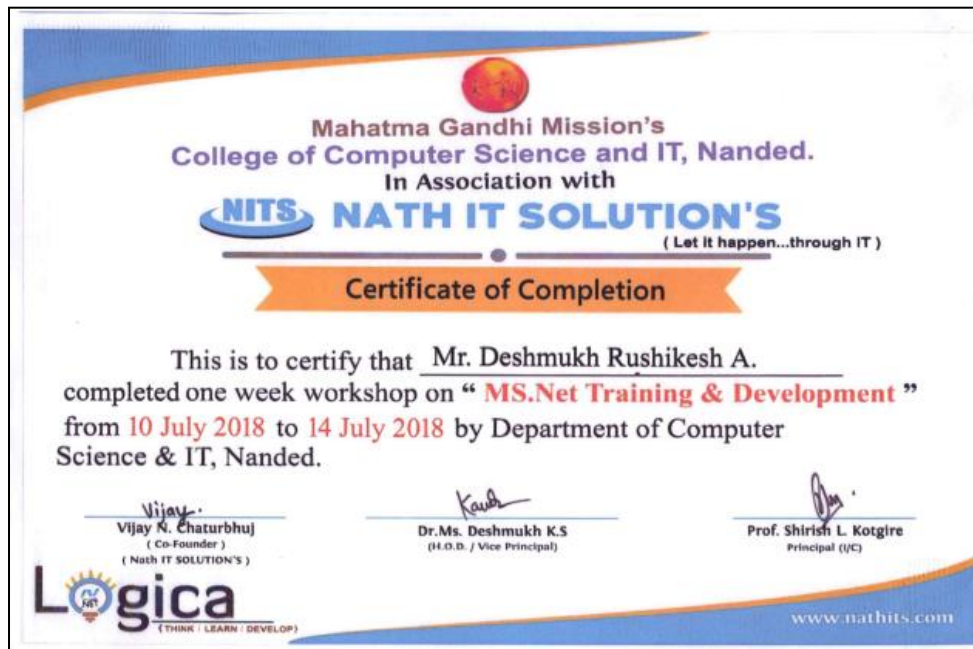 Mahatma Gandhi Mission's
College of Computer Science and IT, Nanded.
In Association with
NITS NATH IT SOLUTION'S
( Let it happen...through IT )
Certificate of Completion
This is to certify that Mr. Deshmukh Rushikesh A.
completed one week workshop on “ MS.Net Training & Development ”
from 10 July 2018 to 14 July 2018 by Department of Computer
Science & IT, Nanded.
Vijay.
Vijay N. Chaturbhuj
( Co-Founder )
( Nath IT SOLUTION'S )
Dr.Ms. Deshmukh K.S
(H.O.D. / Vice Principal)
Prof. Shirish L. Kotgire
Principal (I/C)
Logica
(THINK : LEARN : DEVELOP)
www.nathits.com